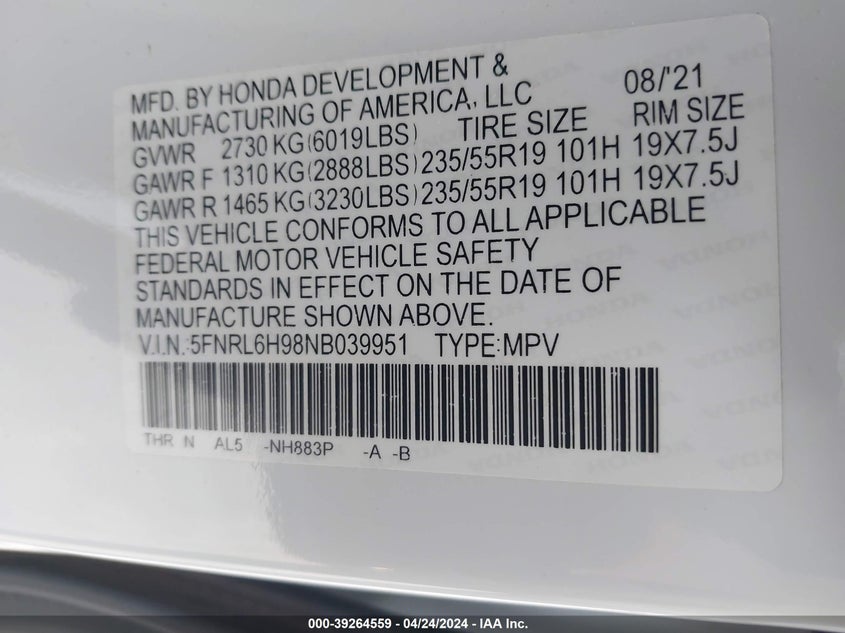 MFD. BY HONDA DEVELOPMENT & 08/'21
MANUFACTURING OF AMERICA, LLC
GVWR 2730 KG(6019LBS) TIRE SIZE RIM SIZE
GAWR F 1310 KG(2888LBS) 235/55R19 101H 19X7.5J
GAWR R 1465 KG(3230LBS) 235/55R19 101H 19X7.5J
THIS VEHICLE CONFORMS TO ALL APPLICABLE
FEDERAL MOTOR VEHICLE SAFETY
STANDARDS IN EFFECT ON THE DATE OF
MANUFACTURE SHOWN ABOVE.
V.I.N.:5FNRL6H98NB039951 TYPE:MPV
THR N AL5 -NH883P -A -B
000-39264559 - 04/24/2024 - IAA Inc.